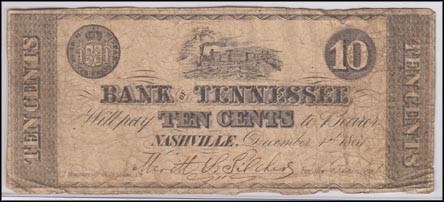 TEN CENTS
10
TEN CENTS
BANK OF TENNESSEE
Will pay TEN CENTS to Bearer
NASHVILLE, December 1st 1861